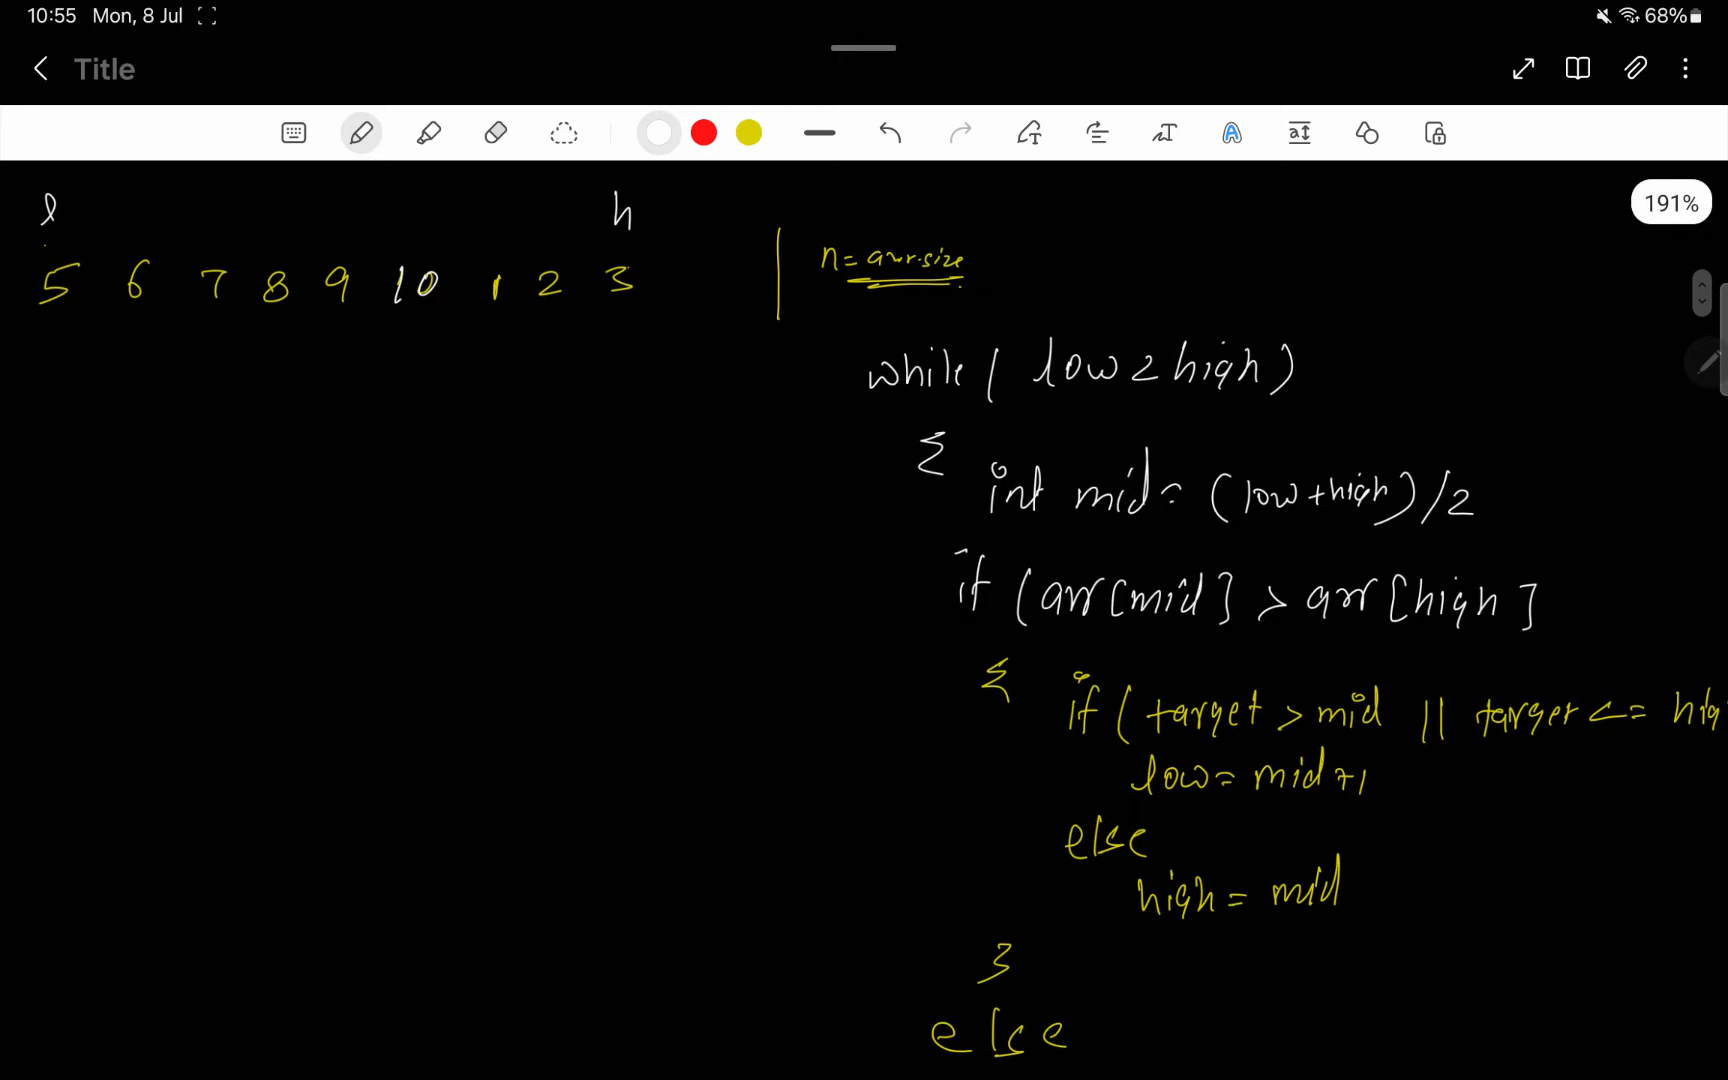 10:55 Mon, 8 Jul 68%
Title
191%
l h
5 6 7 8 9 10 1 2 3
n = arr.size
while ( low < high )
{
int mid = (low + high) / 2
if (arr[mid] > arr[high]
{
if ( target > mid || target <= hig
low = mid + 1
else
high = mid
}
else